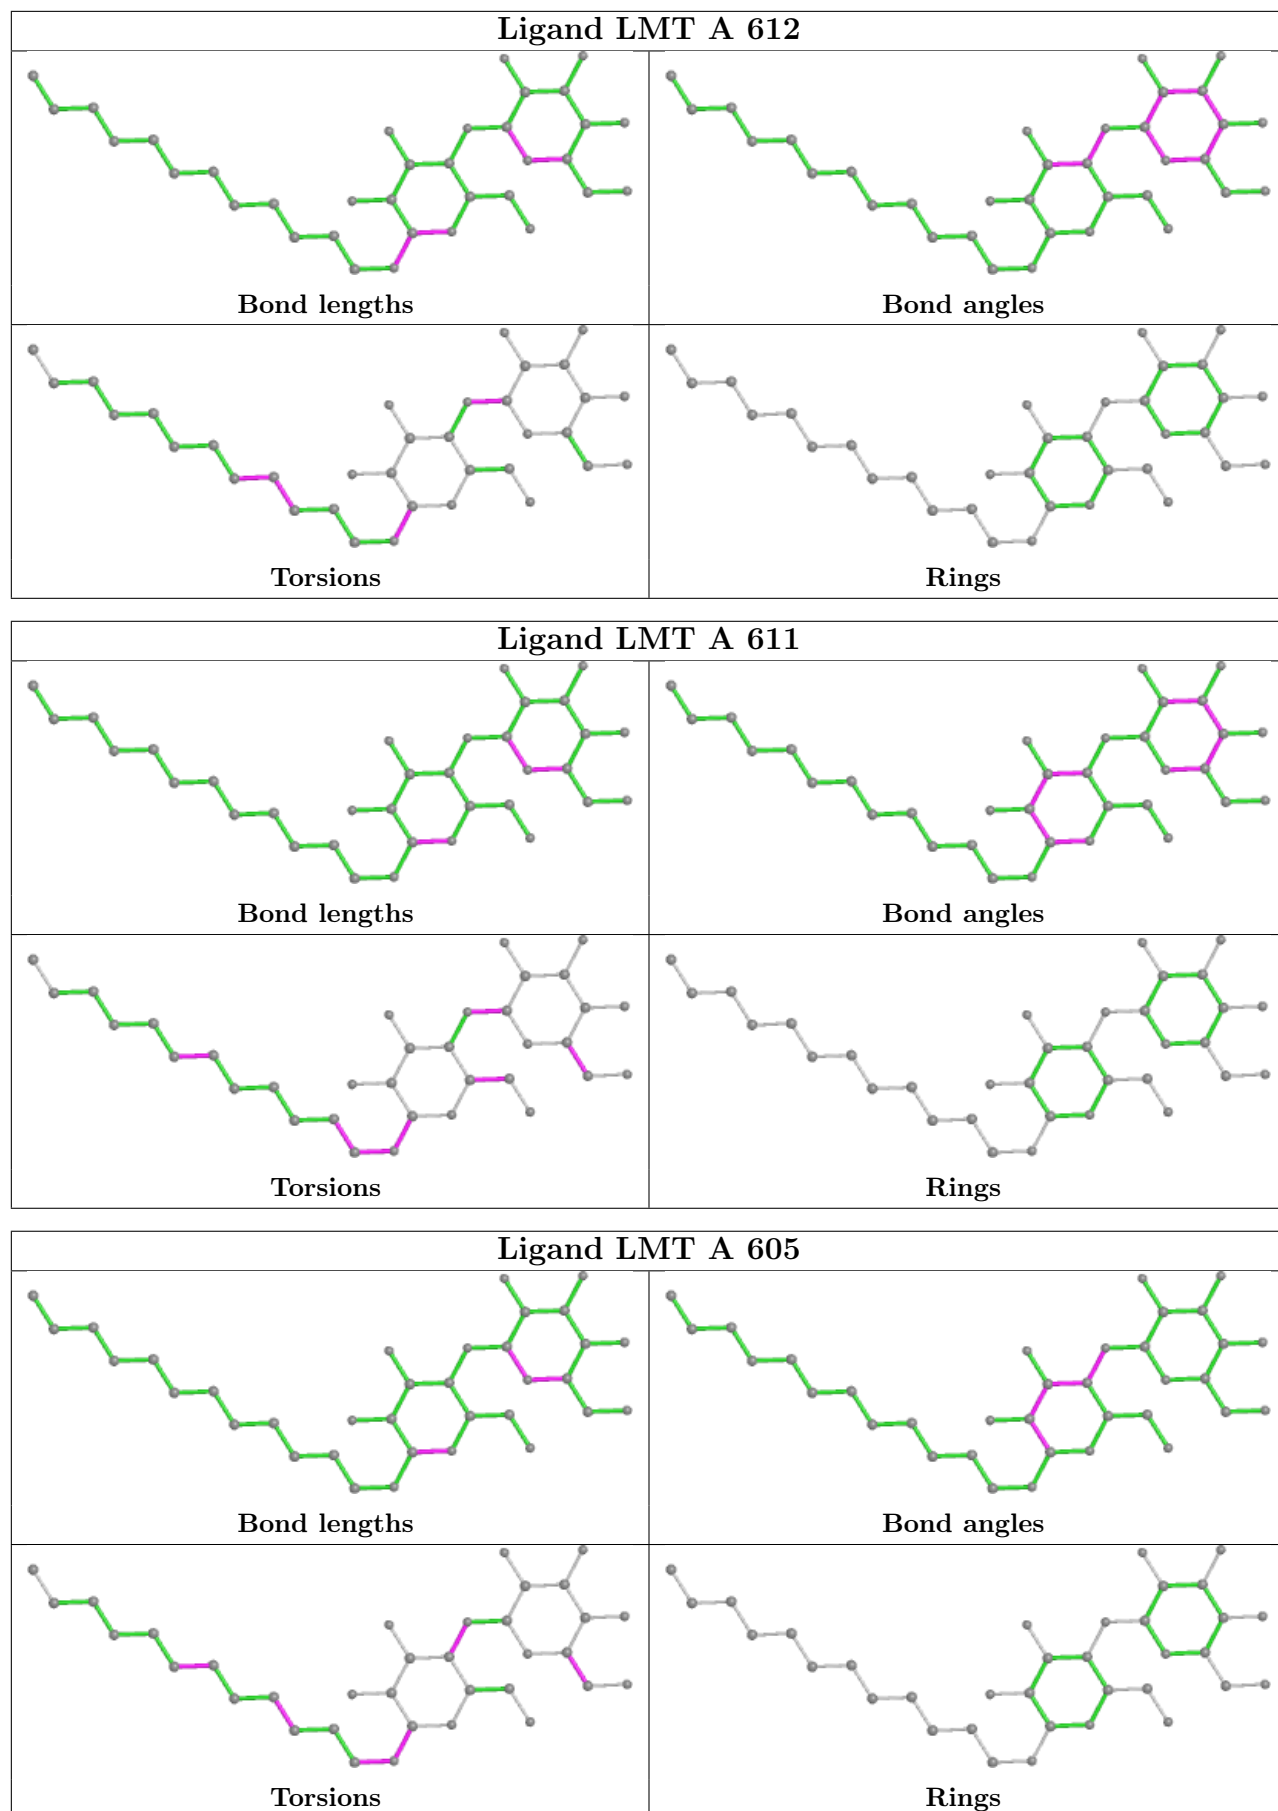 Ligand LMT A 612
Bond lengths
Bond angles
Torsions
Rings
Ligand LMT A 611
Bond lengths
Bond angles
Torsions
Rings
Ligand LMT A 605
Bond lengths
Bond angles
Torsions
Rings